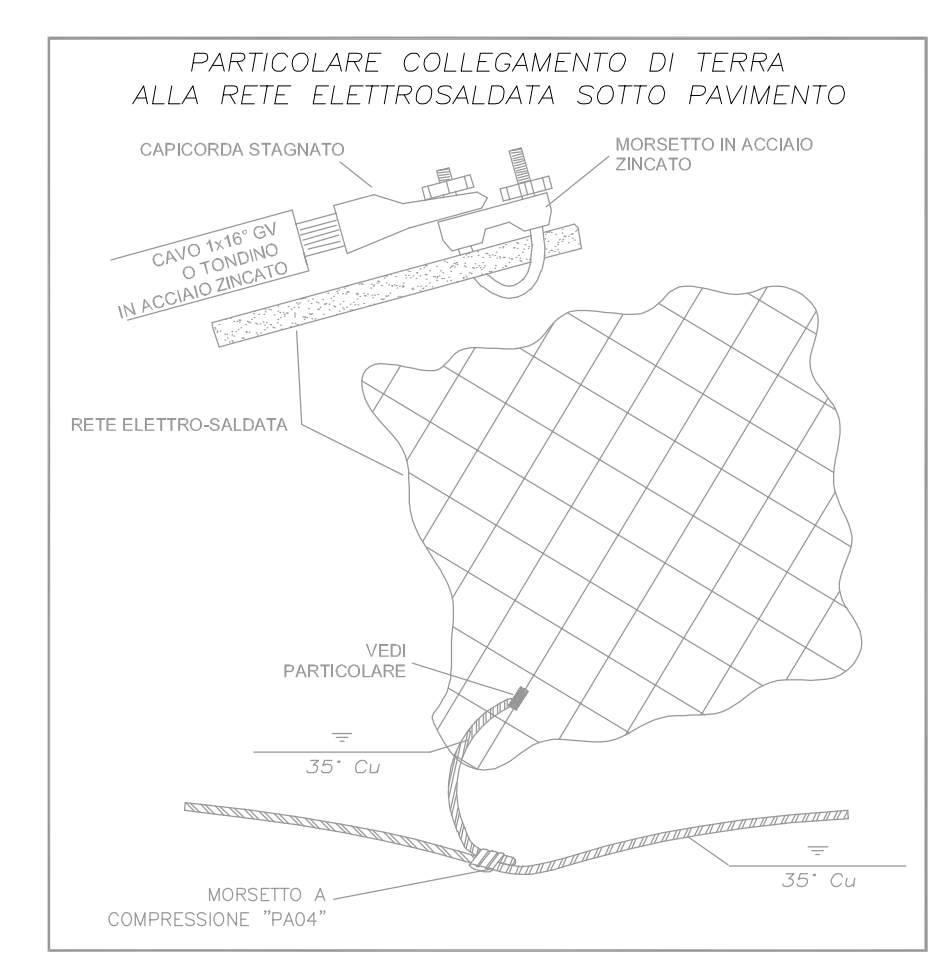 PARTICOLARE COLLEGAMENTO DI TERRA
ALLA RETE ELETTROSALDATA SOTTO PAVIMENTO
CAPICORDA STAGNATO
MORSETTO IN ACCIAIO
ZINCATO
CAVO 1x16° GV
O TONDINO
IN ACCIAIO ZINCATO
RETE ELETTRO-SALDATA
VEDI
PARTICOLARE
35° Cu
35° Cu
MORSETTO A
COMPRESSIONE "PA04"